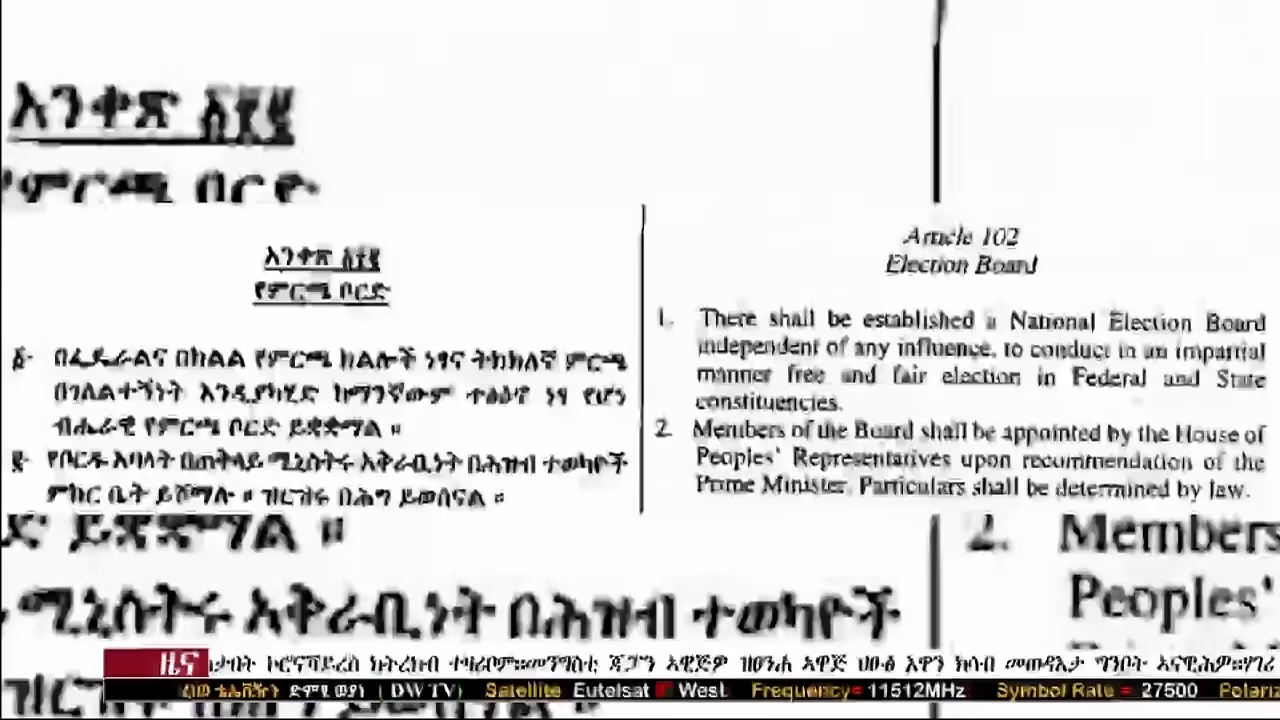 አንቀጽ ፩፻፪
የምርጫ ቦርድ
አንቀጽ ፩፻፪
የምርጫ ቦርድ
፩· በፌዴራልና በክልል የምርጫ ክልሎች ነፃና ትክክለኛ ምርጫ
በገለልተኝነት እንዲያካሂድ ከማንኛውም ተፅዕኖ ነፃ የሆነ
ብሔራዊ የምርጫ ቦርድ ይቋቋማል ።
፪· የቦርዱ አባላት በጠቅላይ ሚኒስትሩ አቅራቢነት በሕዝብ ተወካዮች
ምክር ቤት ይሾማሉ ። ዝርዝሩ በሕግ ይወሰናል ።
Article 102
Election Board
1. There shall be established a National Election Board
independent of any influence, to conduct in an impartial
manner free and fair election in Federal and State
constituencies.
2. Members of the Board shall be appointed by the House of
Peoples' Representatives upon recommendation of the
Prime Minister. Particulars shall be determined by law.
ይቋቋማል ።
ሚኒስትሩ አቅራቢነት በሕዝብ ተወካዮች
2. Members
Peoples'
ዜና
ድምፂ ወያነ ( DW TV ) Satellite Eutelsat West Frequency= 11512MHz Symbol Rate = 27500